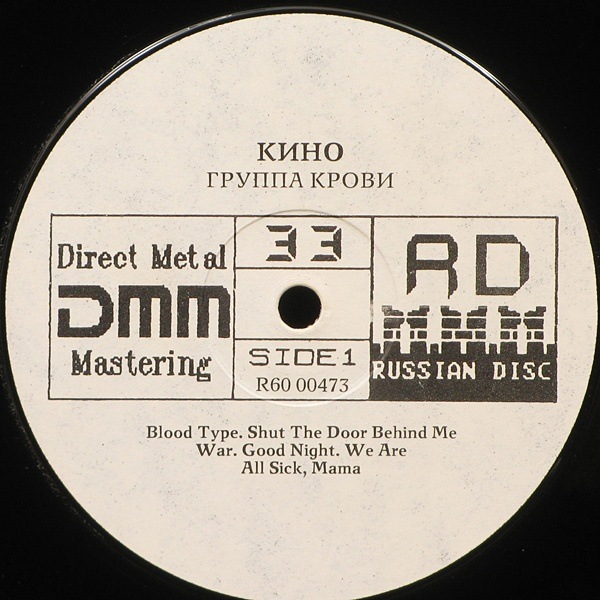 КИНО
ГРУППА КРОВИ
Direct Metal
DMM
Mastering
33
SIDE 1
R60 00473
RD
RUSSIAN DISC
Blood Type. Shut The Door Behind Me
War. Good Night. We Are
All Sick, Mama